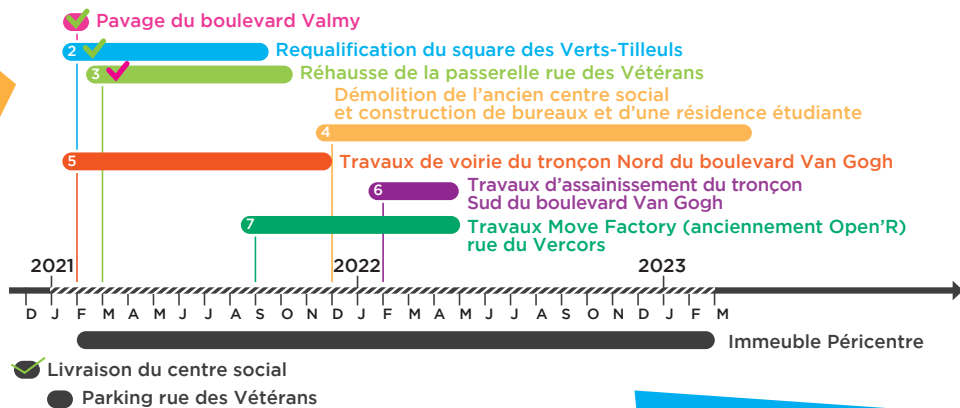 Pavage du boulevard Valmy
2 Requalification du square des Verts-Tilleuls
3 Réhausse de la passerelle rue des Vétérans
Démolition de l'ancien centre social
et construction de bureaux et d'une résidence étudiante
4
5 Travaux de voirie du tronçon Nord du boulevard Van Gogh
6 Travaux d'assainissement du tronçon
Sud du boulevard Van Gogh
7 Travaux Move Factory (anciennement Open'R)
rue du Vercors
2021 2022 2023
D J F M A M J J A S O N D J F M A M J J A S O N D J F M
Immeuble Péricentre
Livraison du centre social
Parking rue des Vétérans